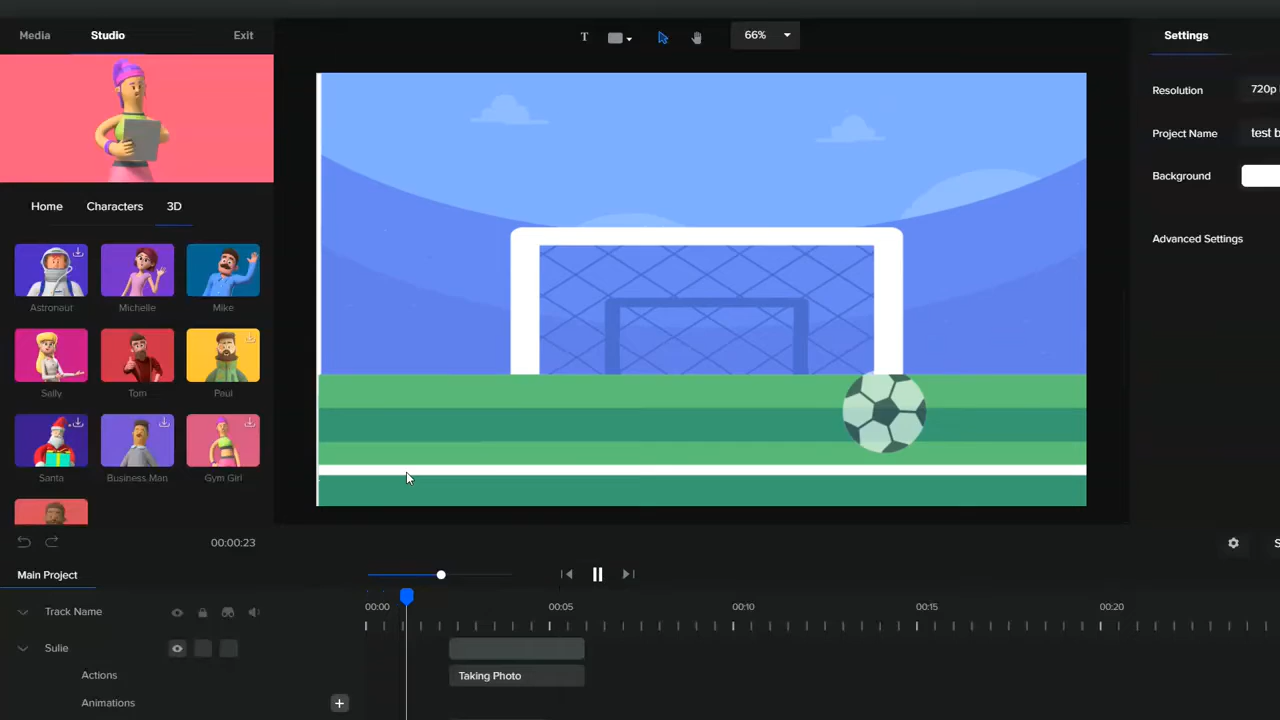 Media Studio Exit
T 66%
Settings
Resolution 720p
Project Name test b
Background
Advanced Settings
Home Characters 3D
Astronaut Michelle Mike
Sally Tom Paul
Santa Business Man Gym Girl
00:00:23
S
Main Project
Track Name 00:00 00:05 00:10 00:15 00:20
Sulie
Actions Taking Photo
Animations +